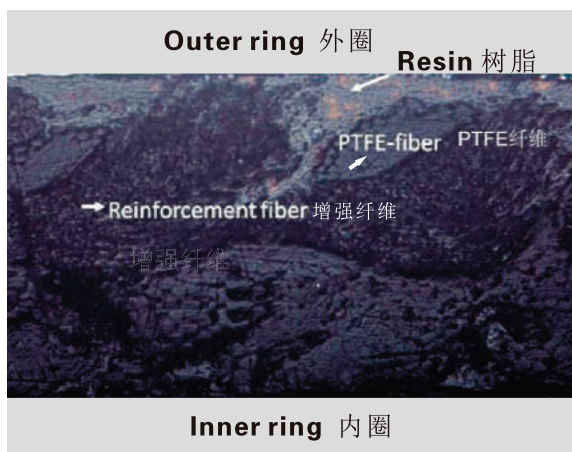 Outer ring 外圈
Resin 树脂
PTFE-fiber PTFE纤维
Reinforcement fiber 增强纤维
增强纤维
Inner ring 内圈